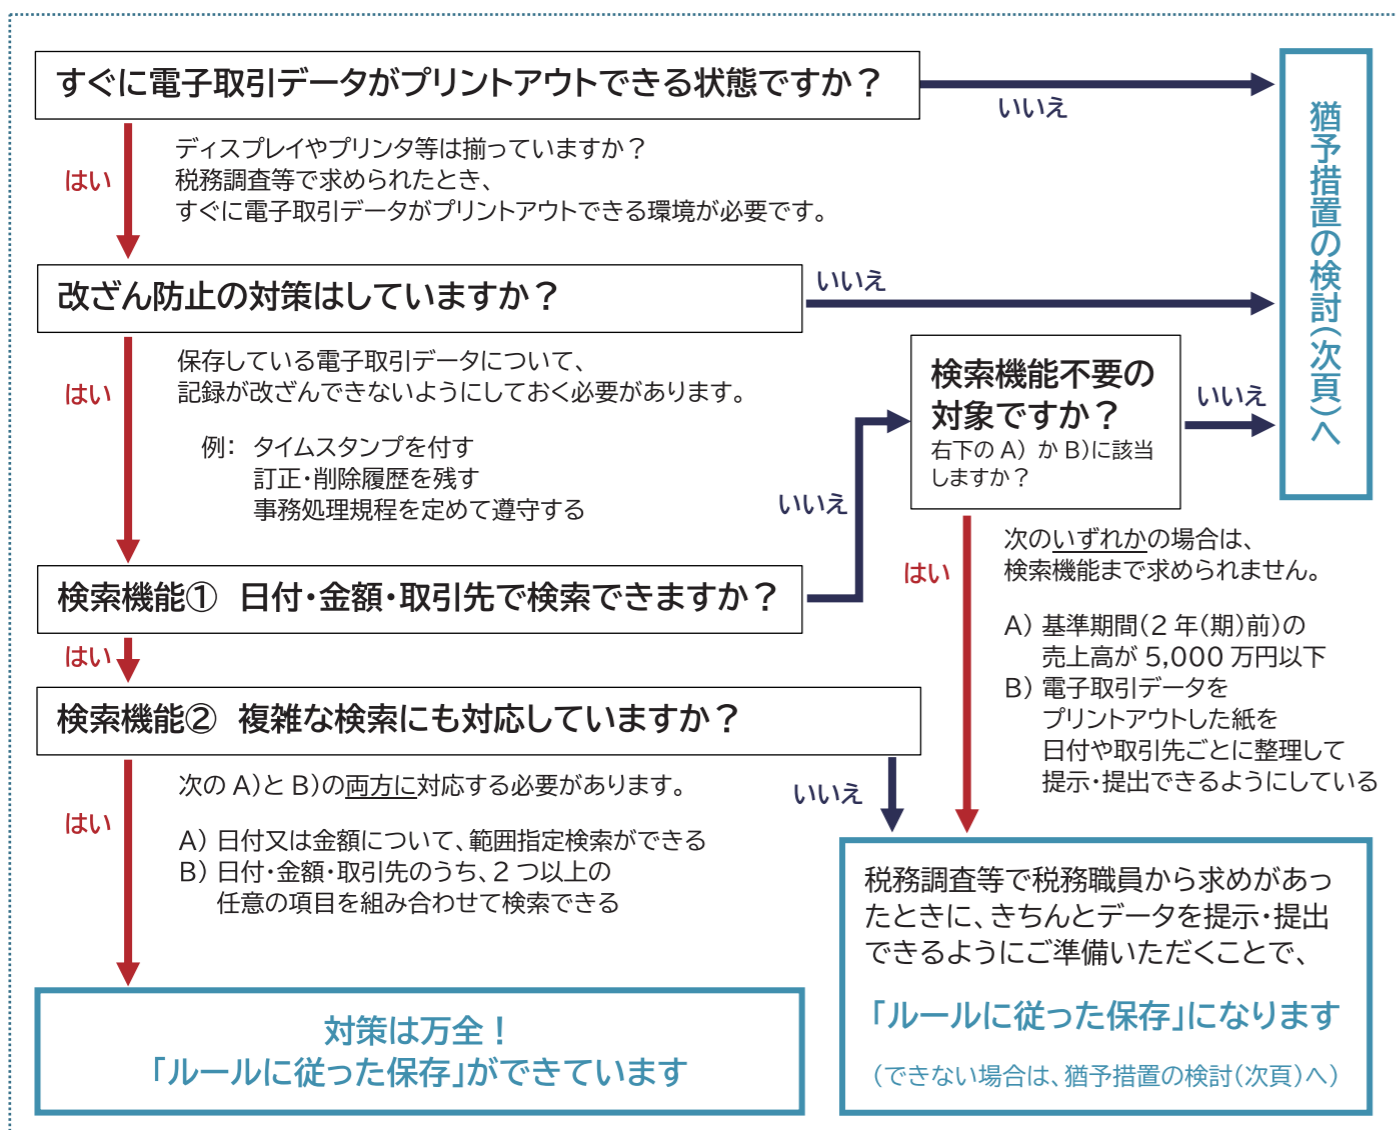 すぐに電子取引データがプリントアウトできる状態ですか？
いいえ
はい
ディスプレイやプリンタ等は揃っていますか？
税務調査等で求められたとき、
すぐに電子取引データがプリントアウトできる環境が必要です。
猶予措置の検討(次頁)へ
改ざん防止の対策はしていますか？
いいえ
はい
保存している電子取引データについて、
記録が改ざんできないようにしておく必要があります。
例： タイムスタンプを付す
訂正・削除履歴を残す
事務処理規程を定めて遵守する
検索機能不要の
対象ですか？
右下の A） か B)に該当
しますか？
いいえ
いいえ
検索機能① 日付・金額・取引先で検索できますか？
はい
はい
次のいずれかの場合は、
検索機能まで求められません。
A） 基準期間(2 年(期)前)の
売上高が 5,000 万円以下
B） 電子取引データを
プリントアウトした紙を
日付や取引先ごとに整理して
提示・提出できるようにしている
検索機能② 複雑な検索にも対応していますか？
いいえ
はい
次の A)と B)の両方に対応する必要があります。
A） 日付又は金額について、範囲指定検索ができる
B） 日付・金額・取引先のうち、2 つ以上の
任意の項目を組み合わせて検索できる
対策は万全！
「ルールに従った保存」ができています
税務調査等で税務職員から求めがあっ
たときに、きちんとデータを提示・提出
できるようにご準備いただくことで、
「ルールに従った保存」になります
（できない場合は、猶予措置の検討(次頁)へ）